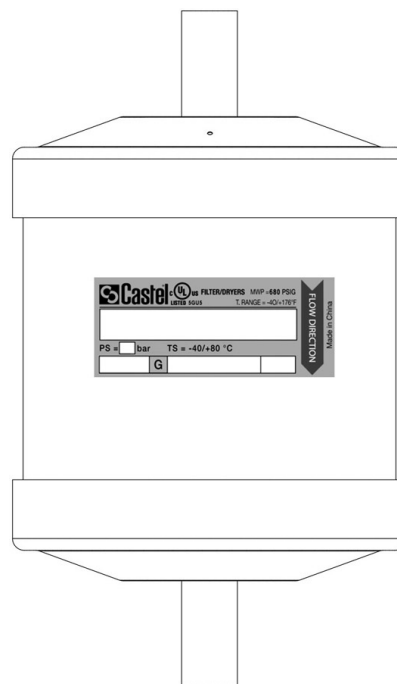 Castel c UL us FILTER/DRYERS MWP =680 PSIG
LISTED 5GU5 T. RANGE = -40/+176°F
PS = bar TS = -40/+80 °C
G
FLOW DIRECTION
Made in China